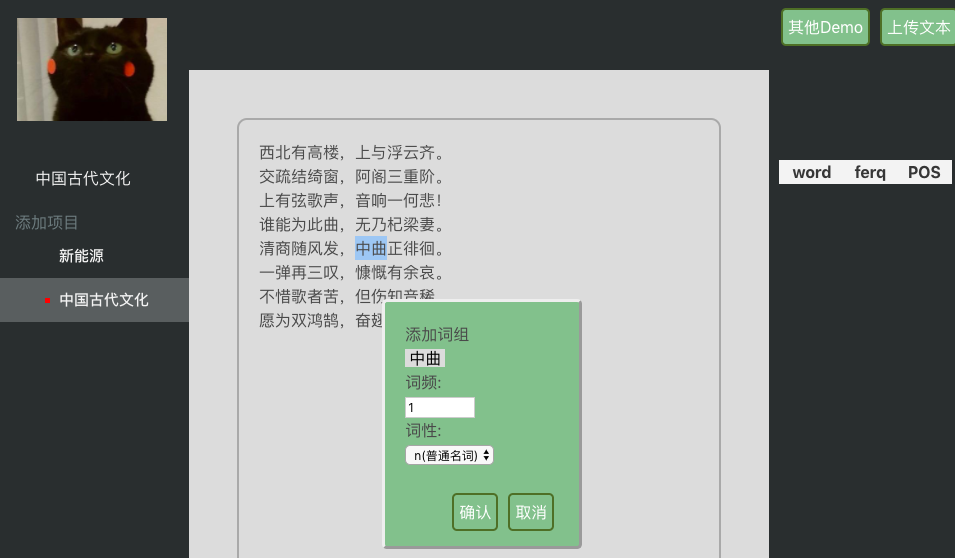 其他Demo
上传文本
中国古代文化
添加项目
新能源
中国古代文化
西北有高楼，上与浮云齐。
交疏结绮窗，阿阁三重阶。
上有弦歌声，音响一何悲！
谁能为此曲，无乃杞梁妻。
清商随风发，中曲正徘徊。
一弹再三叹，慷慨有余哀。
不惜歌者苦，但伤知音稀。
愿为双鸿鹄，奋翅
添加词组
中曲
词频:
1
词性:
n(普通名词)
确认
取消
word ferq POS